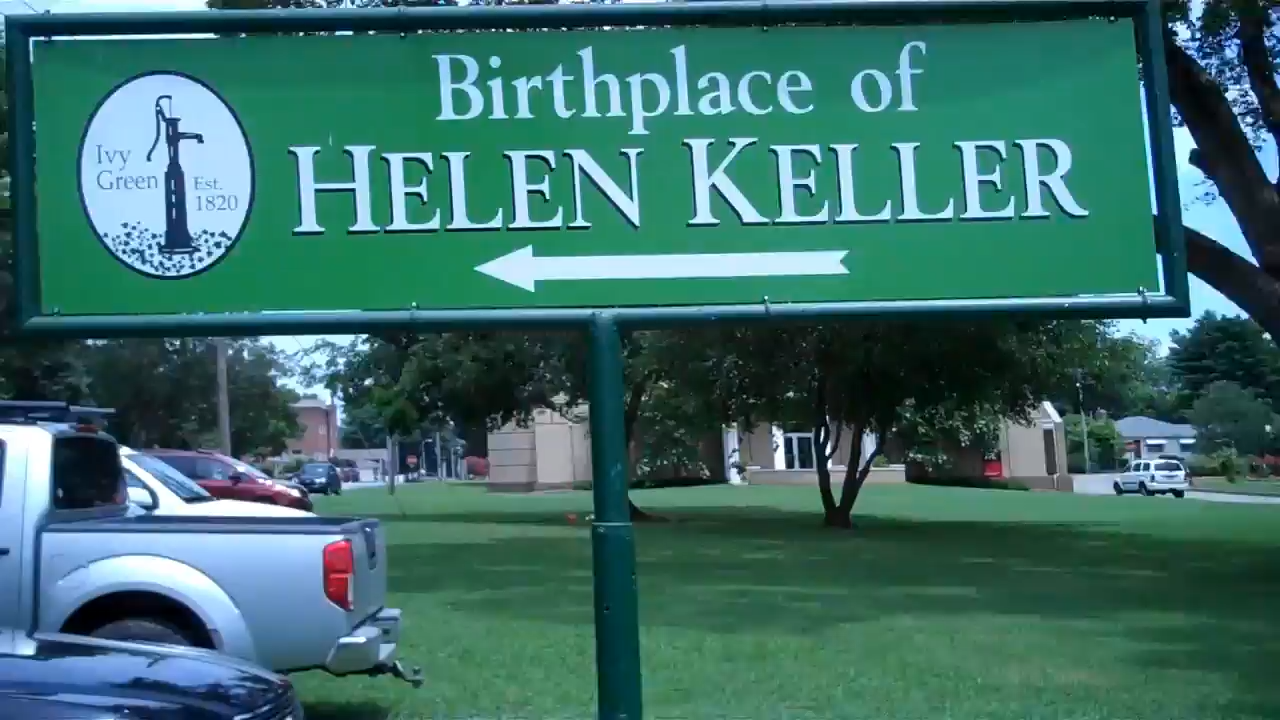 Birthplace of
HELEN KELLER
Ivy
Green
Est.
1820